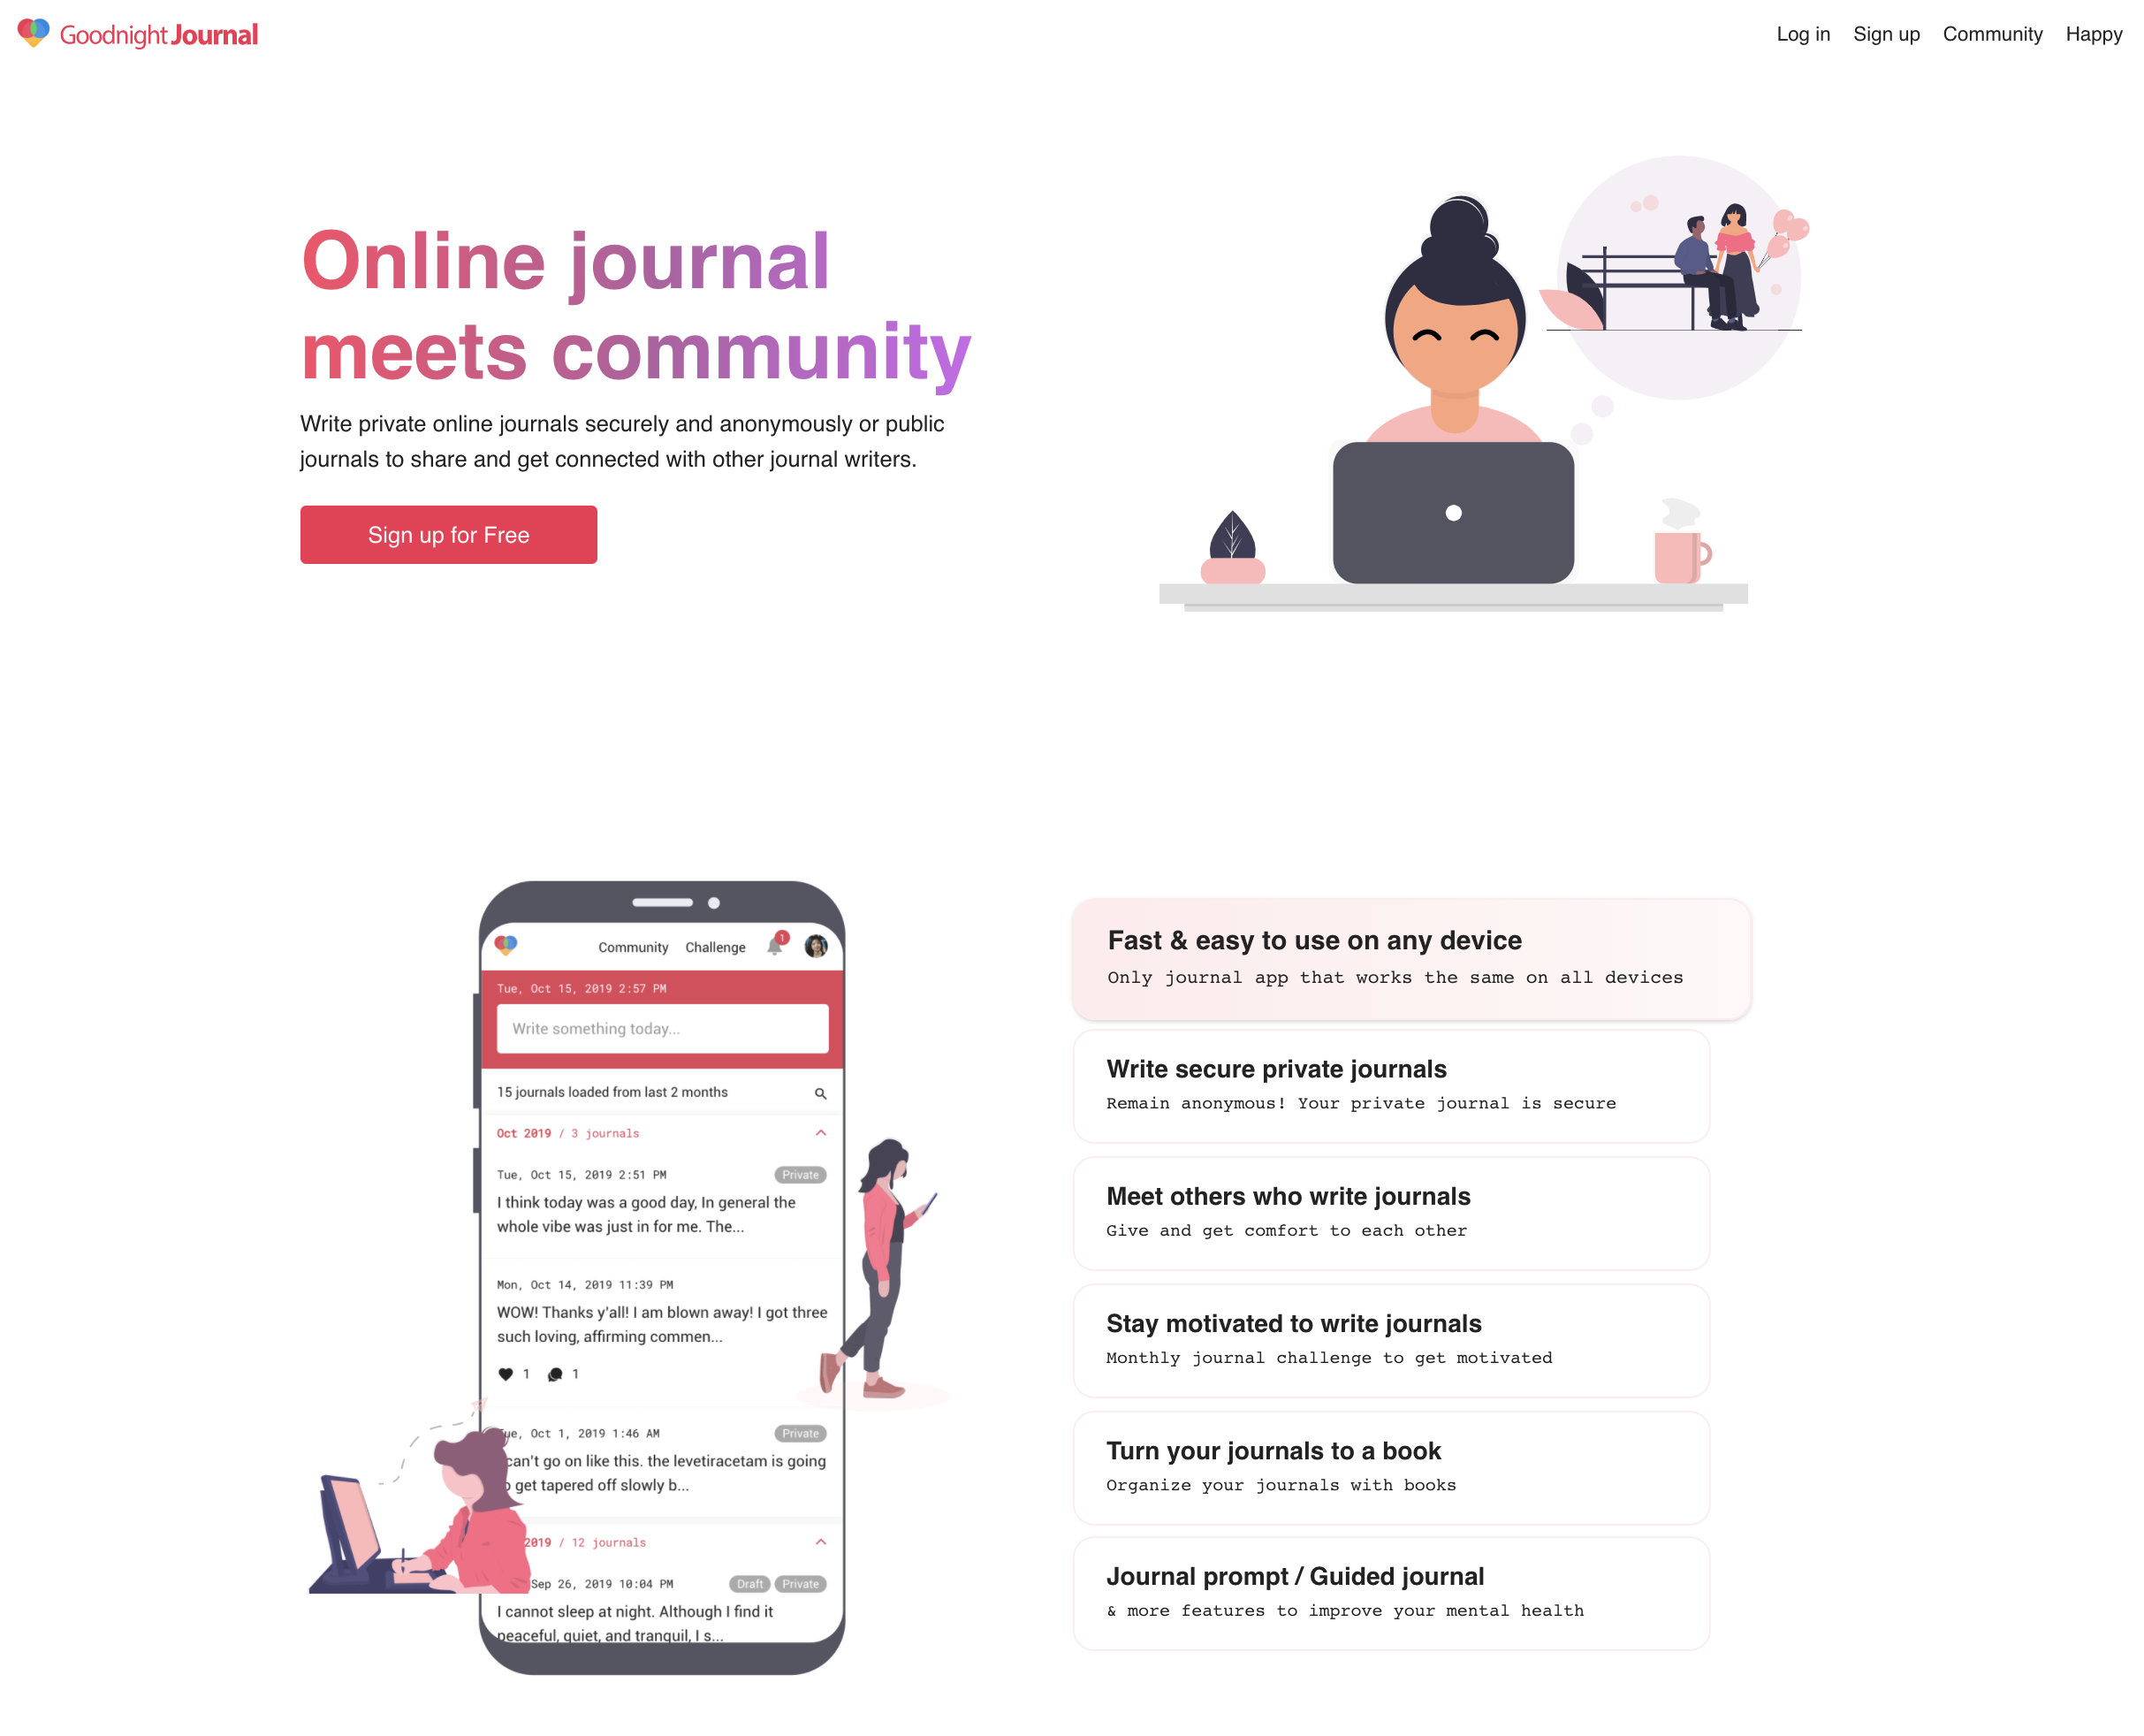 Goodnight Journal
Log in Sign up Community Happy
Online journal
meets community
Write private online journals securely and anonymously or public
journals to share and get connected with other journal writers.
Sign up for Free
Community Challenge 1
Tue, Oct 15, 2019 2:57 PM
Write something today...
15 journals loaded from last 2 months
Oct 2019 / 3 journals
Tue, Oct 15, 2019 2:51 PM Private
I think today was a good day, In general the
whole vibe was just in for me. The...
Mon, Oct 14, 2019 11:39 PM
WOW! Thanks y'all! I am blown away! I got three
such loving, affirming commen...
1 1
Oct 1, 2019 1:46 AM Private
can't go on like this. the levetiracetam is going
get tapered off slowly b...
2019 / 12 journals
Sep 26, 2019 10:04 PM Draft Private
I cannot sleep at night. Although I find it
peaceful, quiet, and tranquil, I s...
Fast & easy to use on any device
Only journal app that works the same on all devices
Write secure private journals
Remain anonymous! Your private journal is secure
Meet others who write journals
Give and get comfort to each other
Stay motivated to write journals
Monthly journal challenge to get motivated
Turn your journals to a book
Organize your journals with books
Journal prompt / Guided journal
& more features to improve your mental health